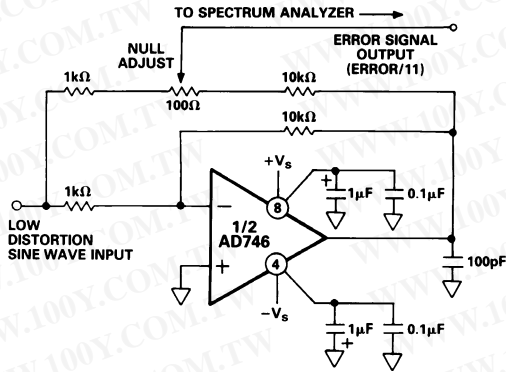 TO SPECTRUM ANALYZER
ERROR SIGNAL
OUTPUT
(ERROR/11)
NULL
ADJUST
1kΩ
100Ω
10kΩ
10kΩ
+Vs
1kΩ
8
+
1µF
0.1µF
LOW
DISTORTION
SINE WAVE INPUT
−
1/2
AD746
+
4
100pF
−Vs
1µF
+
0.1µF
WWW.100Y.COM.TW